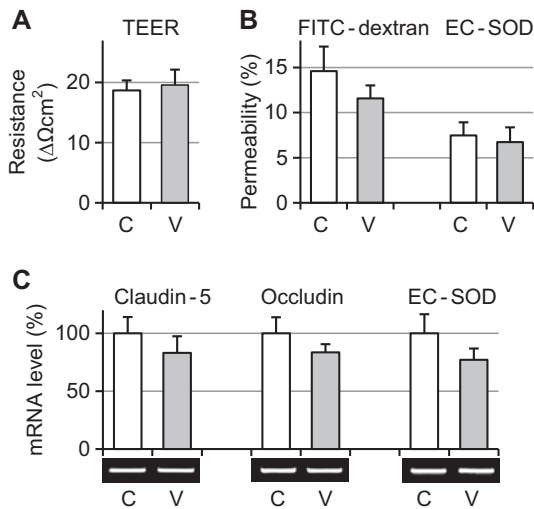 A
TEER
Resistance
(ΔΩcm²)
20
10
0
C V
B
FITC-dextran EC-SOD
Permeability (%)
15
10
5
0
C V C V
C
Claudin-5 Occludin EC-SOD
mRNA level (%)
100
50
0
C V C V C V